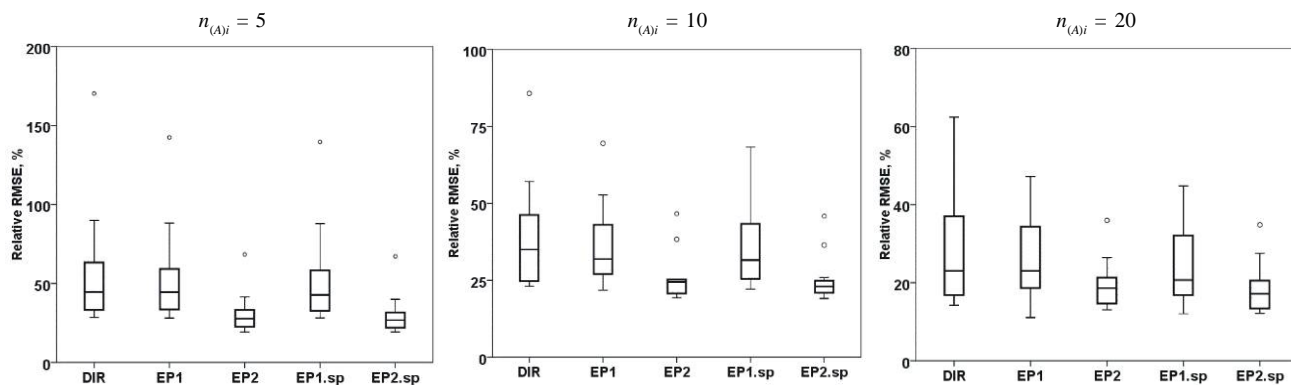 n(A)i = 5
200
150
100
50
0
Relative RMSE, %
DIR EP1 EP2 EP1.sp EP2.sp
n(A)i = 10
100
75
50
25
0
Relative RMSE, %
DIR EP1 EP2 EP1.sp EP2.sp
n(A)i = 20
80
60
40
20
0
Relative RMSE, %
DIR EP1 EP2 EP1.sp EP2.sp